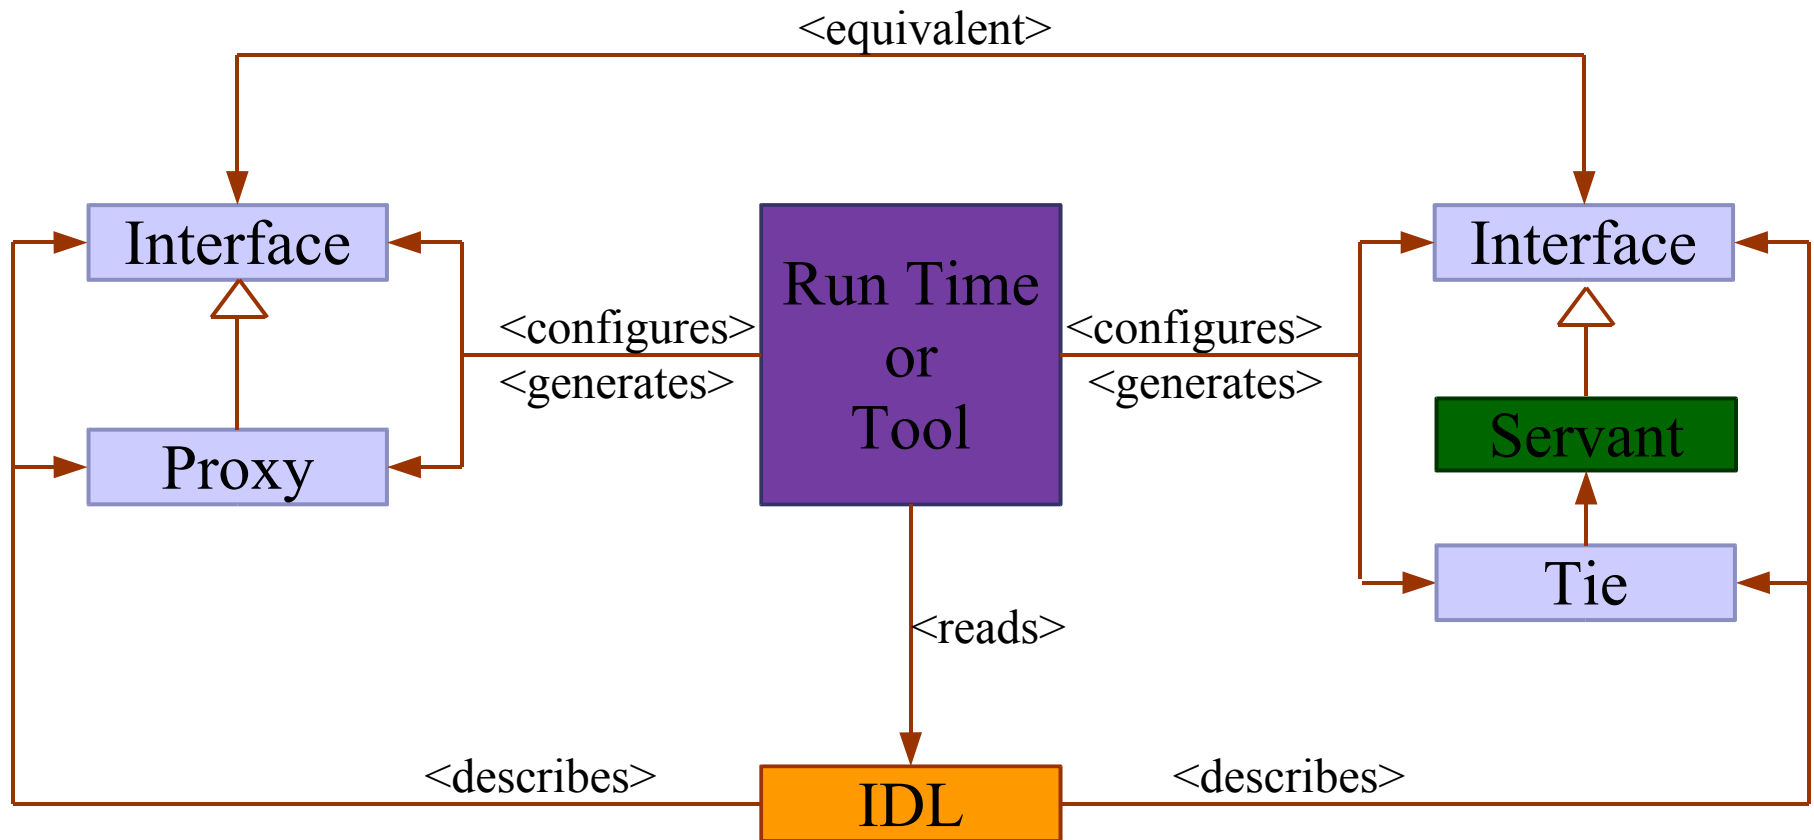 <equivalent>
Interface
Run Time
or
Tool
Interface
<configures>
<generates>
<configures>
<generates>
Proxy
Servant
Tie
<reads>
<describes>
<describes>
IDL